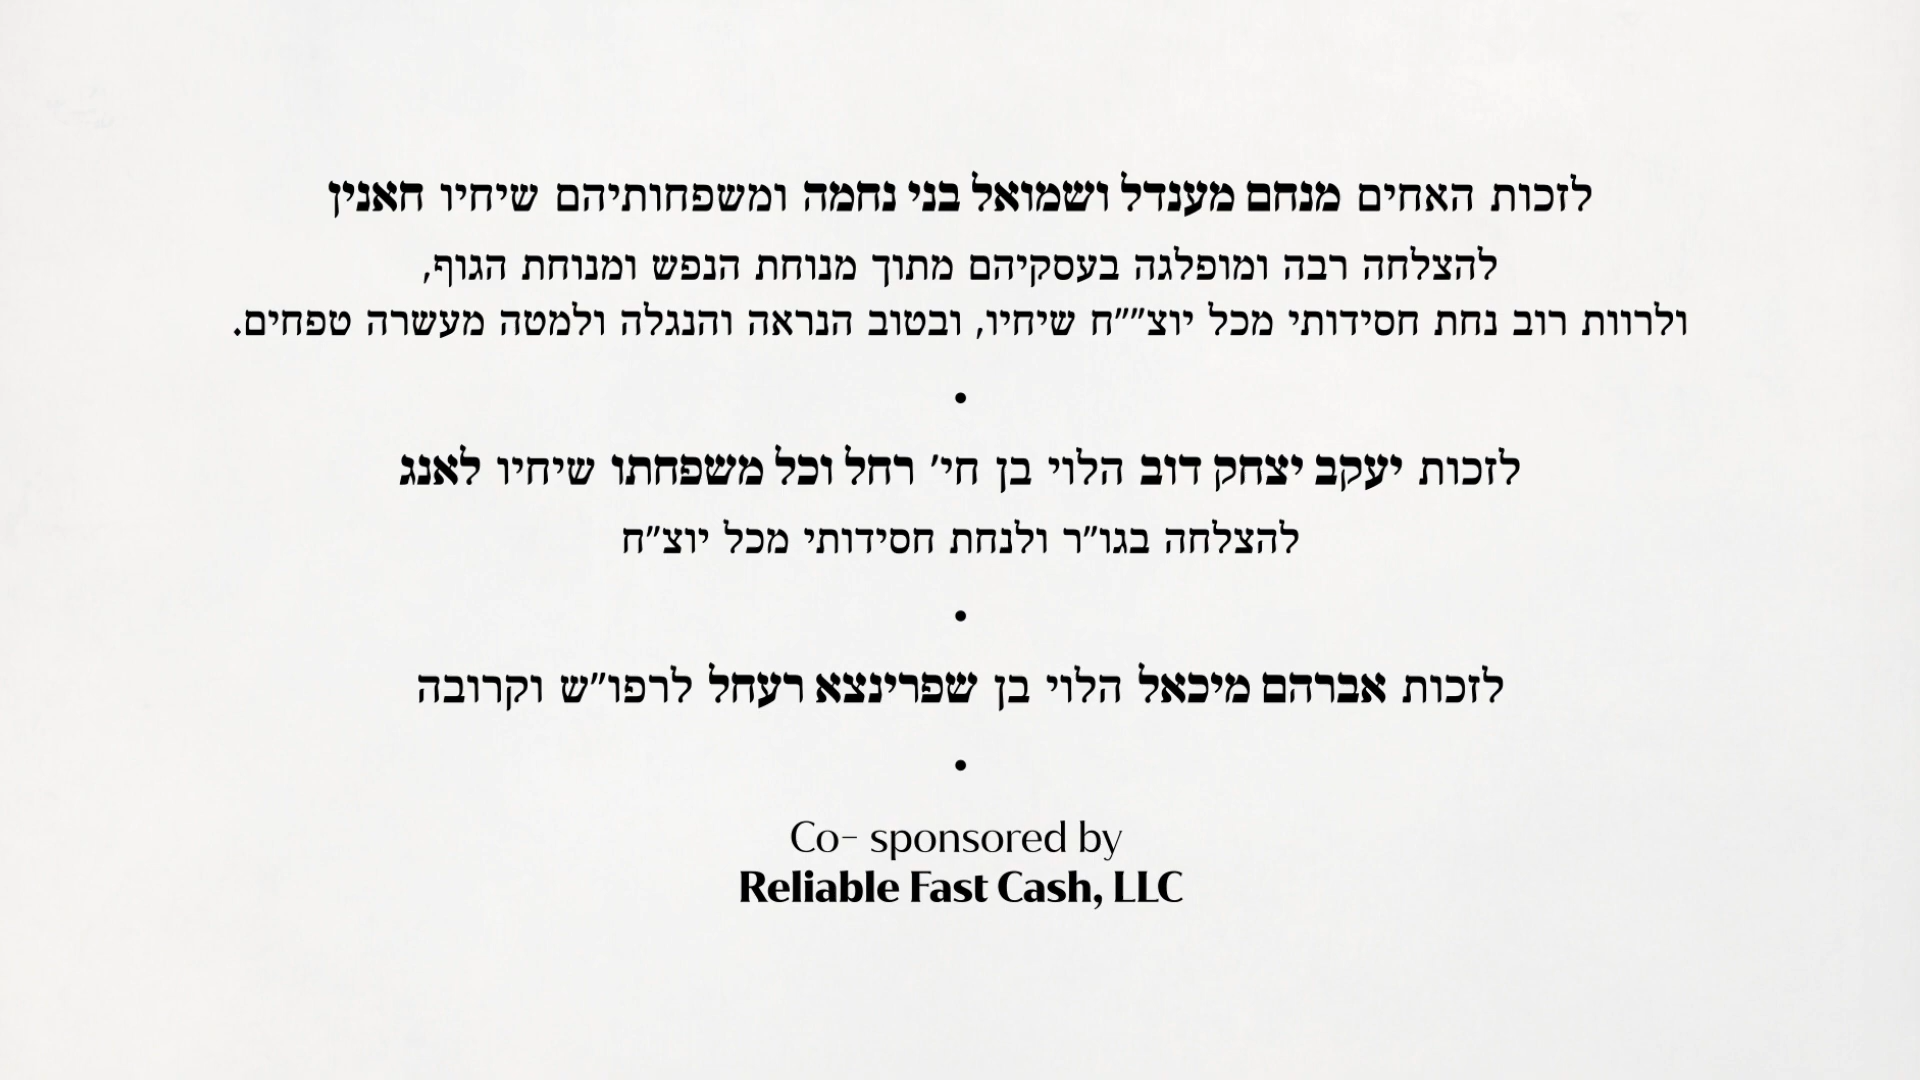 לזכות האחים מנחם מענדל ושמואל בני נחמה ומשפחותיהם שיחיו חאנין
להצלחה רבה ומופלגה בעסקיהם מתוך מנוחת הנפש ומנוחת הגוף,
ולרוות רוב נחת חסידותי מכל יוצ""ח שיחיו, ובטוב הנראה והנגלה ולמטה מעשרה טפחים.
•
לזכות יעקב יצחק דוב הלוי בן חי' רחל וכל משפחתו שיחיו לאנג
להצלחה בגו"ר ולנחת חסידותי מכל יוצ"ח
•
לזכות אברהם מיכאל הלוי בן שפרינצא רעחל לרפו"ש וקרובה
•
Co- sponsored by
Reliable Fast Cash, LLC